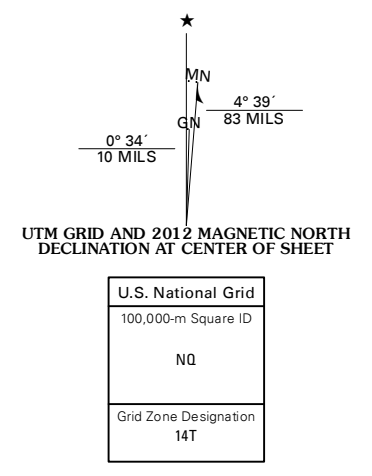 MN
4° 39´
83 MILS
GN
0° 34´
10 MILS
UTM GRID AND 2012 MAGNETIC NORTH
DECLINATION AT CENTER OF SHEET
U.S. National Grid
100,000-m Square ID
NQ
Grid Zone Designation
14T